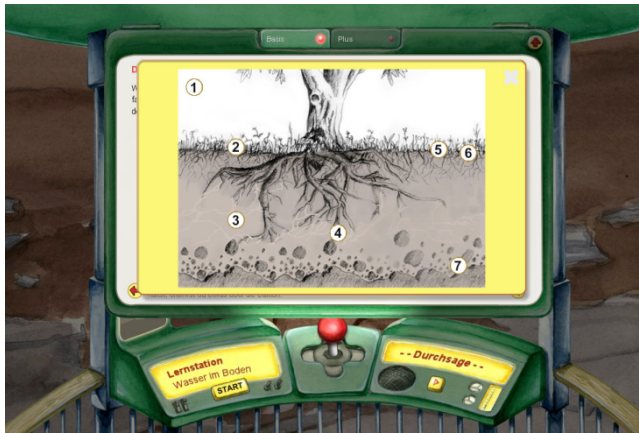 Basis
Plus
1
2
5
6
3
4
7
Lernstation
Wasser im Boden
START
-- Durchsage --